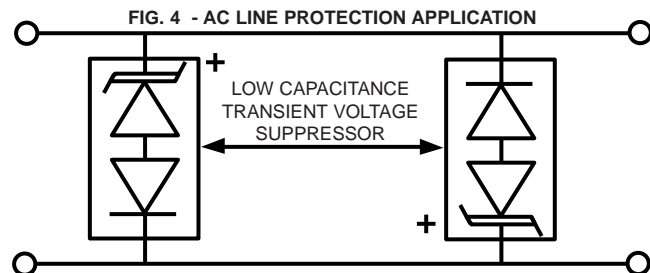 FIG. 4 - AC LINE PROTECTION APPLICATION
+
LOW CAPACITANCE
TRANSIENT VOLTAGE
SUPPRESSOR
+